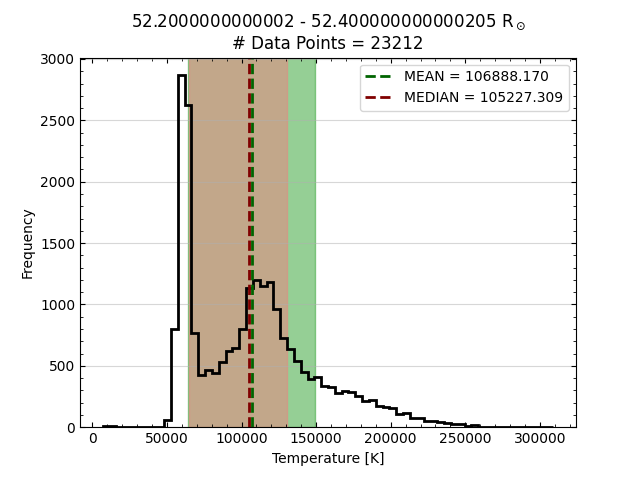 52.2000000000002 - 52.400000000000205 R⊙
# Data Points = 23212
MEAN = 106888.170
MEDIAN = 105227.309
3000
2500
2000
1500
1000
500
0
Frequency
0 50000 100000 150000 200000 250000 300000
Temperature [K]